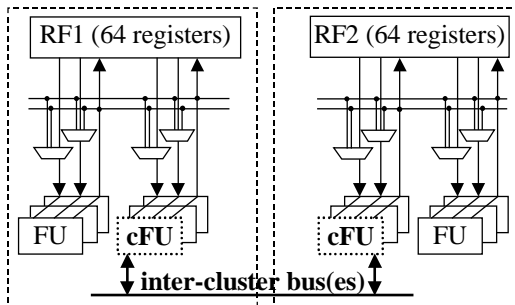 RF1 (64 registers) RF2 (64 registers)
FU cFU cFU FU
inter-cluster bus(es)